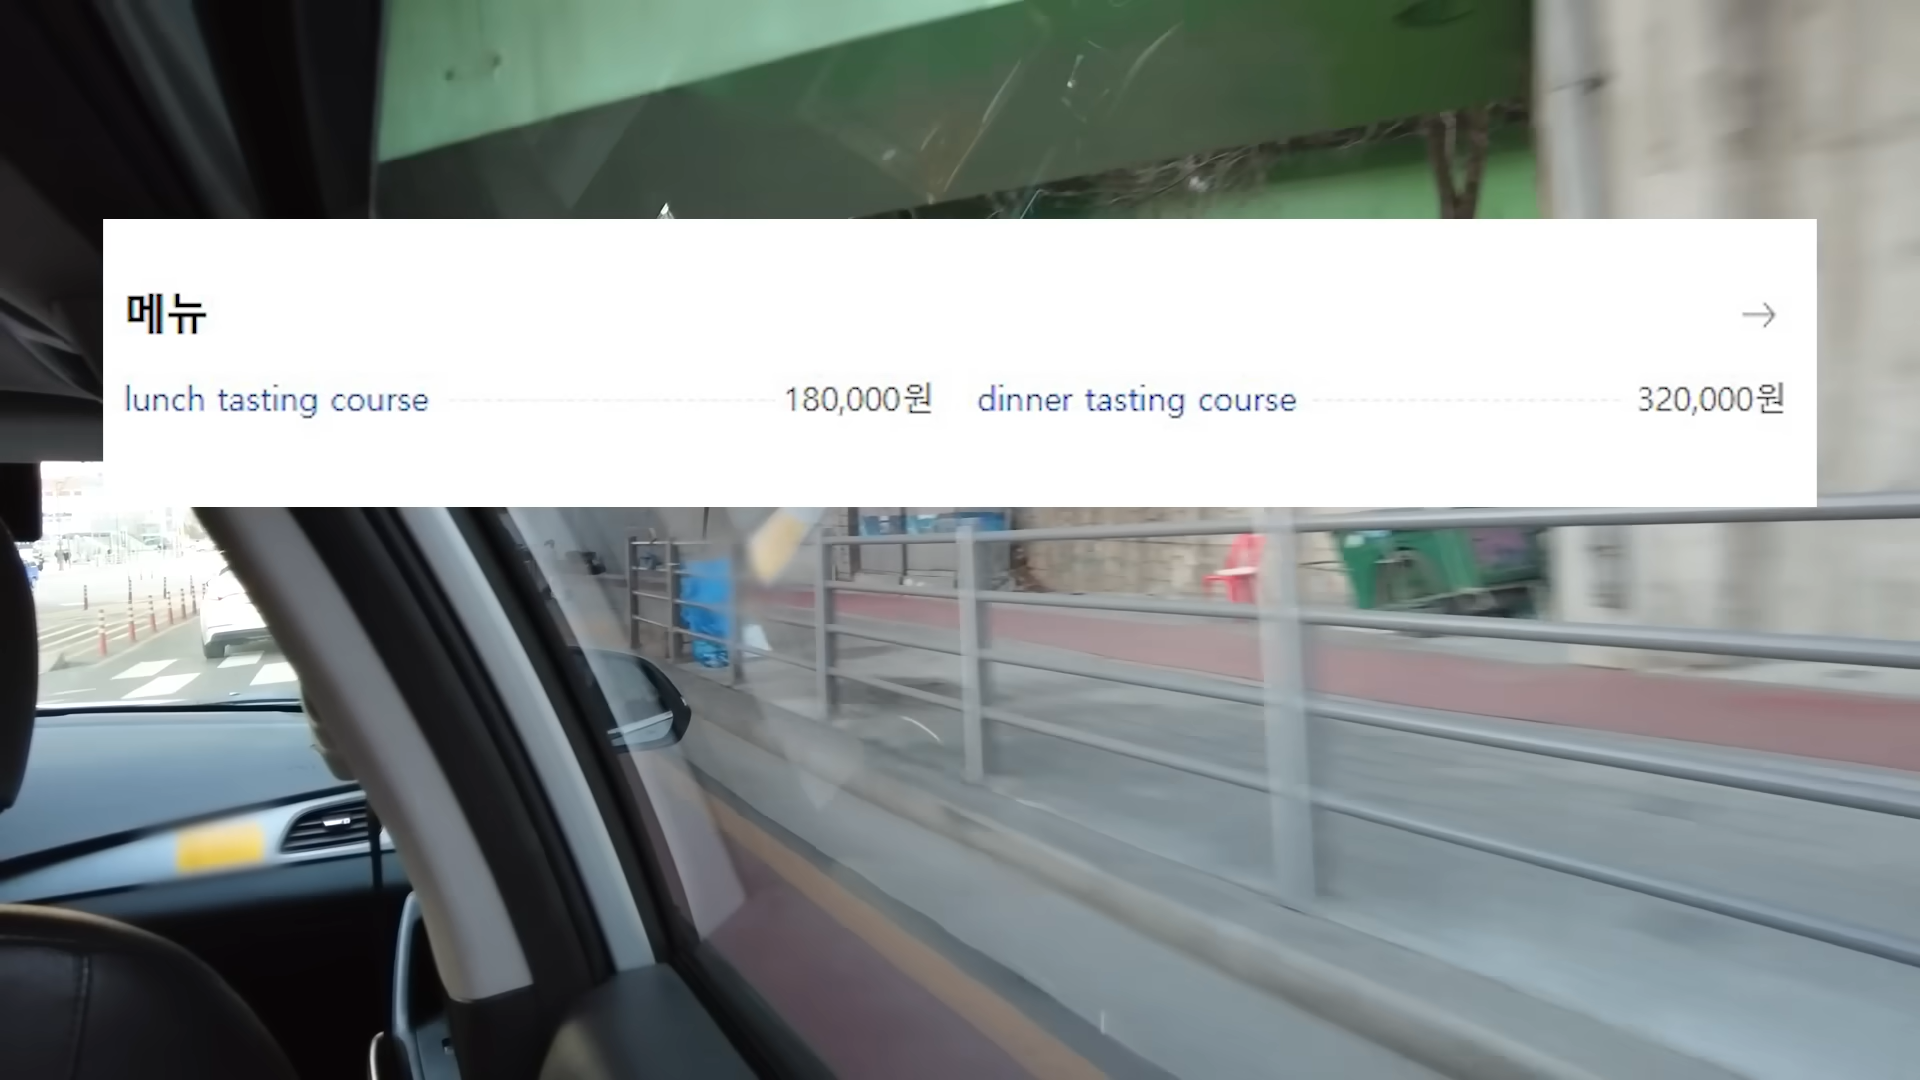 메뉴 →
lunch tasting course 180,000원 dinner tasting course 320,000원